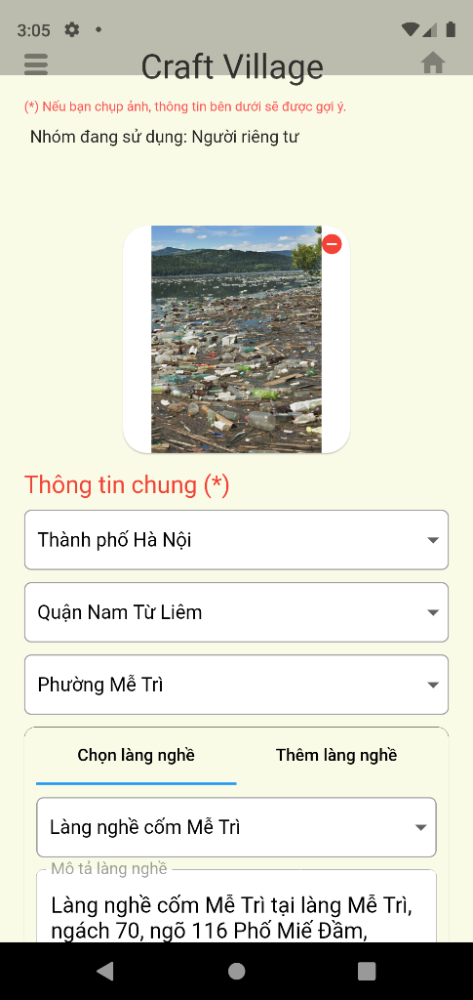 3:05
Craft Village
(*) Nếu bạn chụp ảnh, thông tin bên dưới sẽ được gợi ý.
Nhóm đang sử dụng: Người riêng tư
Thông tin chung (*)
Thành phố Hà Nội
Quận Nam Từ Liêm
Phường Mễ Trì
Chọn làng nghề
Thêm làng nghề
Làng nghề cốm Mễ Trì
Mô tả làng nghề
Làng nghề cốm Mễ Trì tại làng Mễ Trì,
ngách 70, ngõ 116 Phố Miế Đầm,